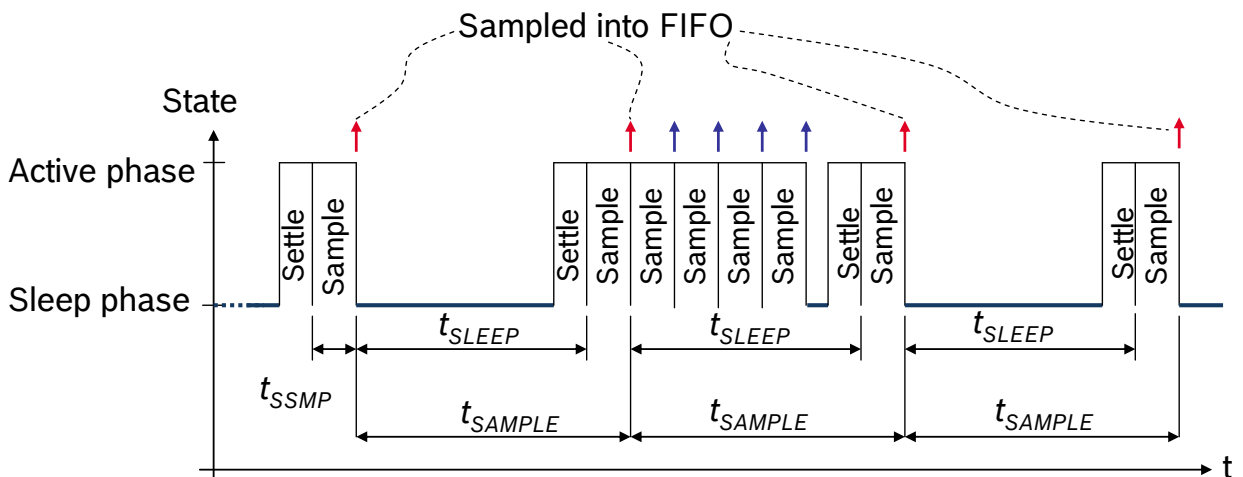 Sampled into FIFO
State
Active phase
Settle
Sample
Settle
Sample
Sample
Sample
Sample
Sample
Settle
Sample
Settle
Sample
Sleep phase
tSLEEP
tSLEEP
tSLEEP
tSSMP
tSAMPLE
tSAMPLE
tSAMPLE
t